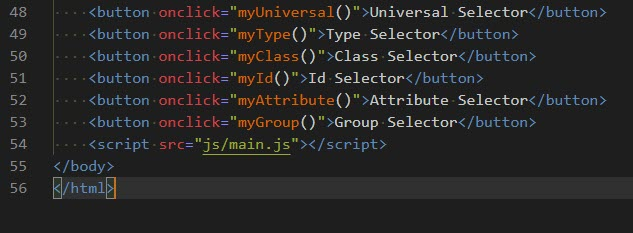 48 <button onclick="myUniversal()">Universal Selector</button>
49 <button onclick="myType()">Type Selector</button>
50 <button onclick="myClass()">Class Selector</button>
51 <button onclick="myId()">Id Selector</button>
52 <button onclick="myAttribute()">Attribute Selector</button>
53 <button onclick="myGroup()">Group Selector</button>
54 <script src="js/main.js"></script>
55 </body>
56 </html>